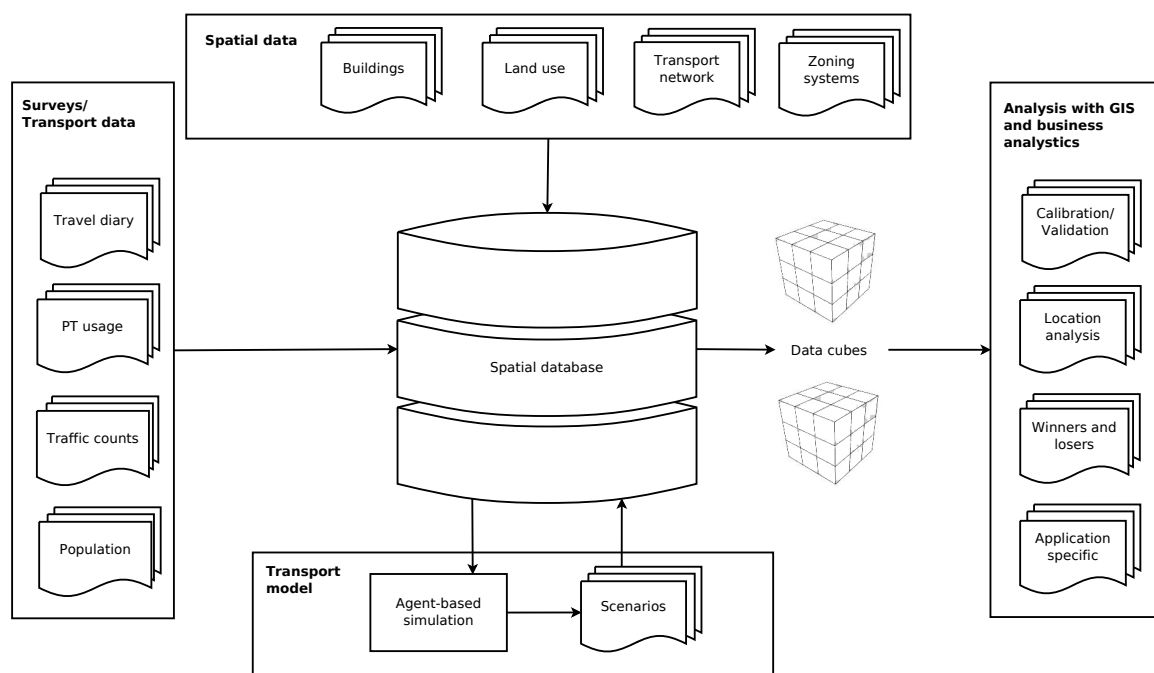 Spatial data
Buildings
Land use
Transport
network
Zoning
systems
Surveys/
Transport data
Travel diary
PT usage
Traffic counts
Population
Spatial database
Data cubes
Analysis with GIS
and business
analystics
Calibration/
Validation
Location
analysis
Winners and
losers
Application
specific
Transport
model
Agent-based
simulation
Scenarios